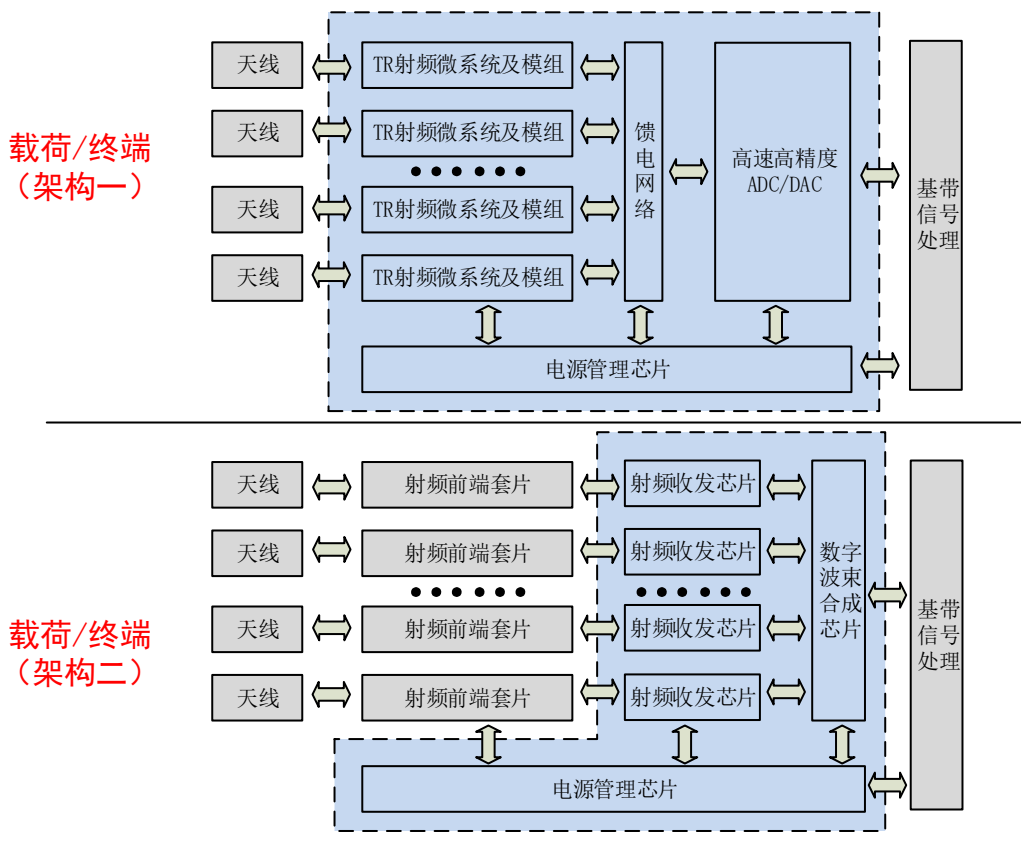 天线
TR射频微系统及模组
天线
TR射频微系统及模组
载荷/终端
（架构一）
天线
TR射频微系统及模组
天线
TR射频微系统及模组
馈
电
网
络
高速高精度
ADC/DAC
基带
信号
处理
电源管理芯片
天线
射频前端套片
射频收发芯片
天线
射频前端套片
射频收发芯片
载荷/终端
（架构二）
天线
射频前端套片
射频收发芯片
天线
射频前端套片
射频收发芯片
数字
波束
合成
芯片
基带
信号
处理
电源管理芯片